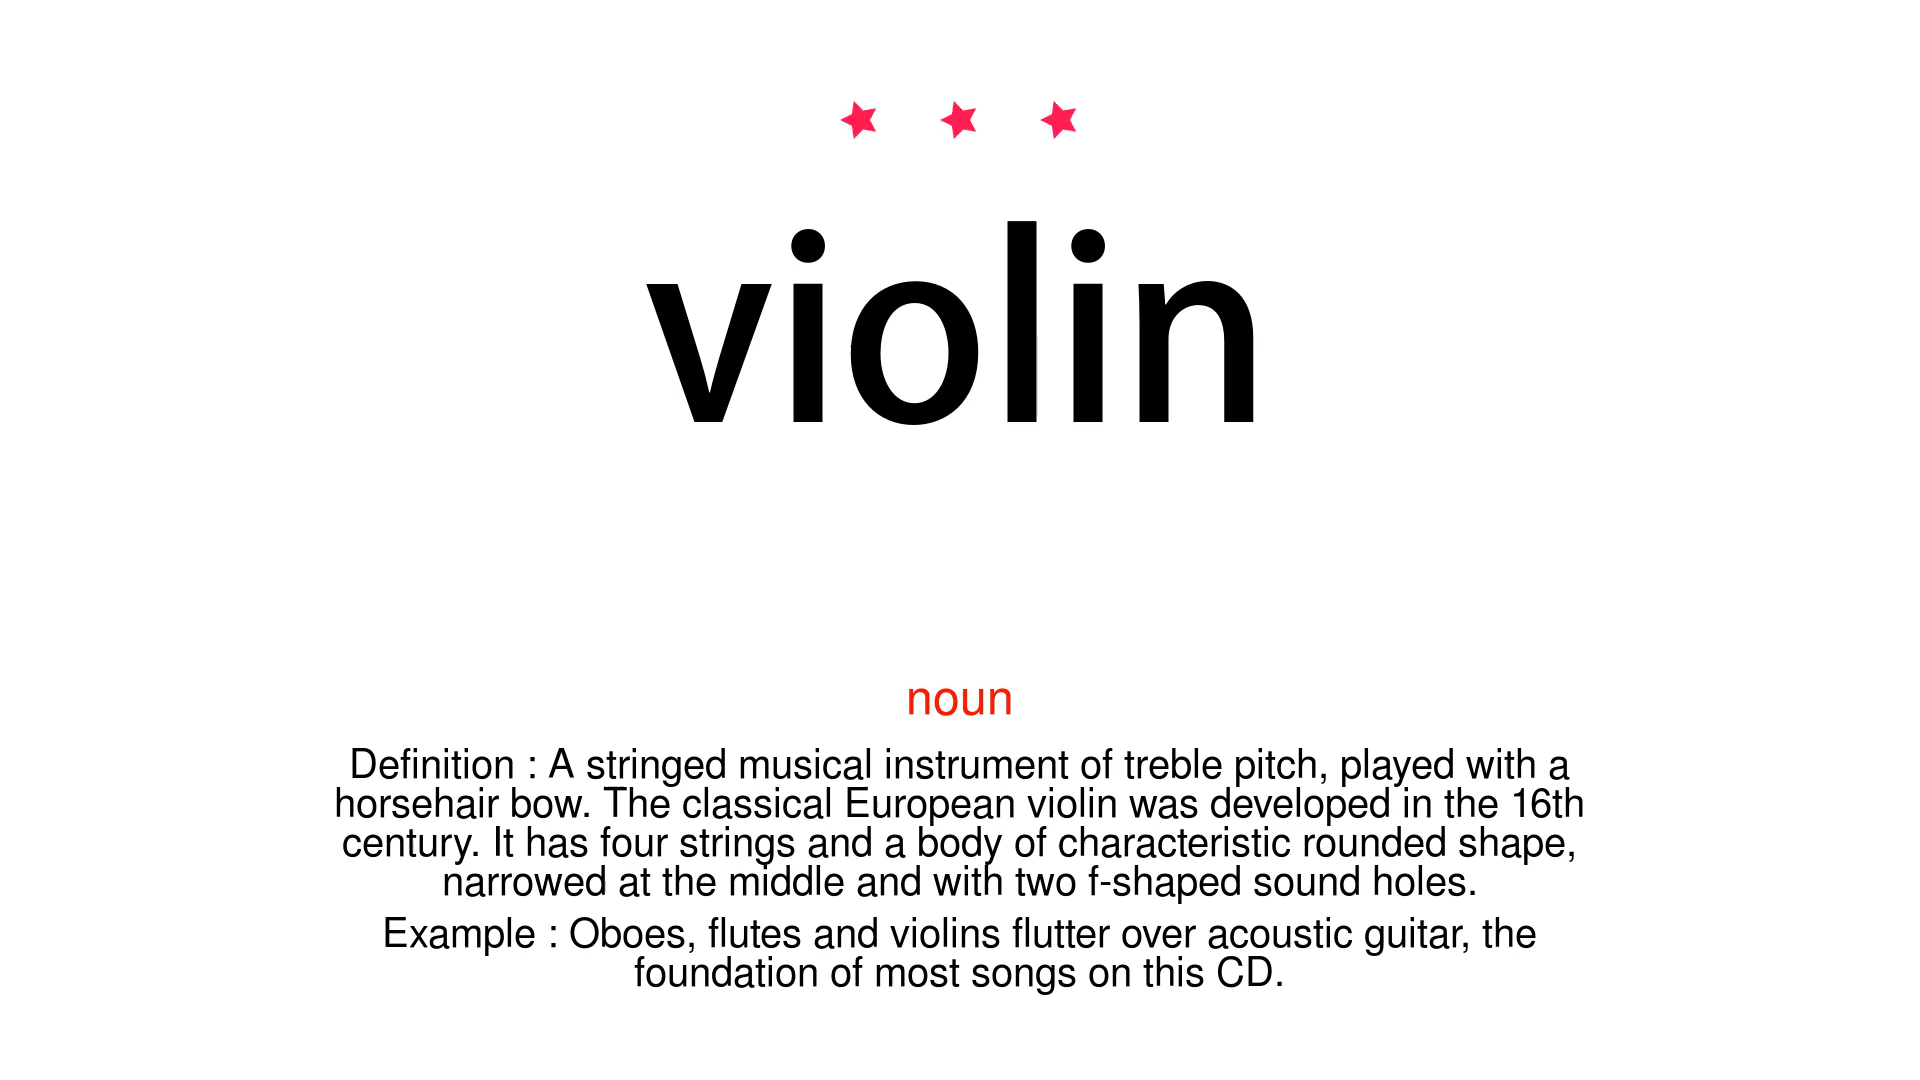 violin
noun
Definition : A stringed musical instrument of treble pitch, played with a
horsehair bow. The classical European violin was developed in the 16th
century. It has four strings and a body of characteristic rounded shape,
narrowed at the middle and with two f-shaped sound holes.
Example : Oboes, flutes and violins flutter over acoustic guitar, the
foundation of most songs on this CD.